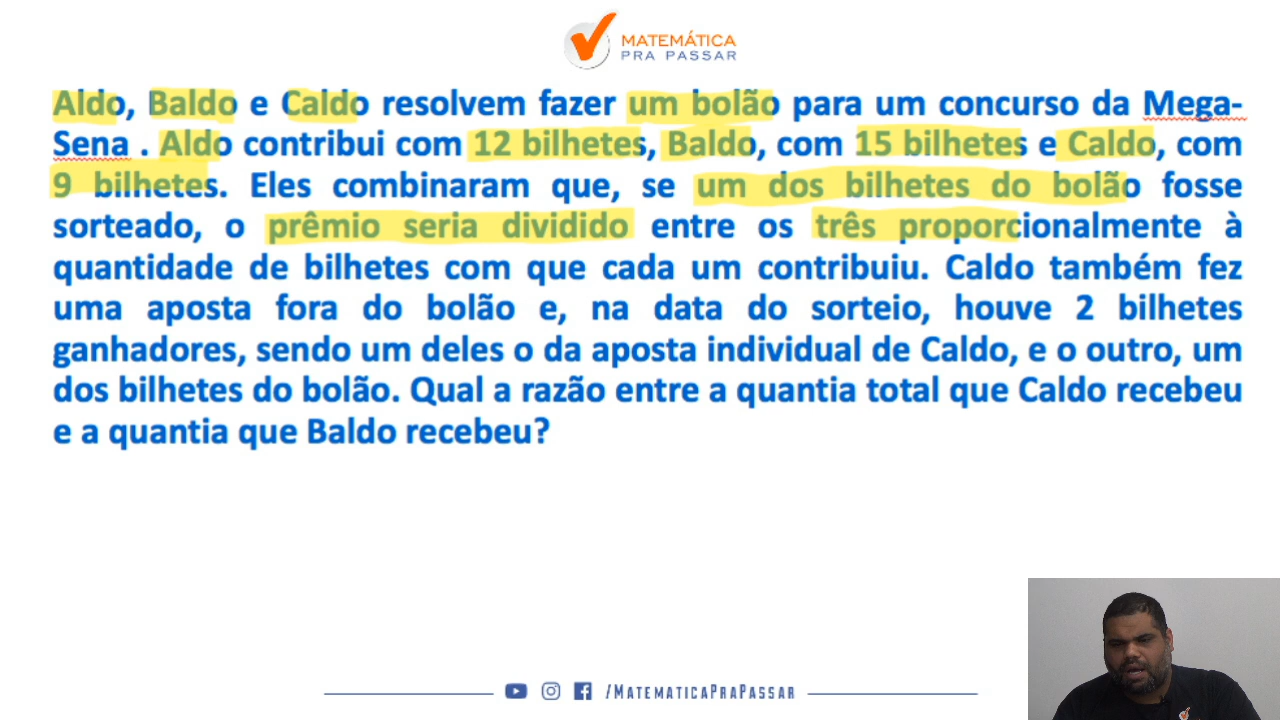 MATEMÁTICA
PRA PASSAR
Aldo, Baldo e Caldo resolvem fazer um bolão para um concurso da Mega-
Sena . Aldo contribui com 12 bilhetes, Baldo, com 15 bilhetes e Caldo, com
9 bilhetes. Eles combinaram que, se um dos bilhetes do bolão fosse
sorteado, o prêmio seria dividido entre os três proporcionalmente à
quantidade de bilhetes com que cada um contribuiu. Caldo também fez
uma aposta fora do bolão e, na data do sorteio, houve 2 bilhetes
ganhadores, sendo um deles o da aposta individual de Caldo, e o outro, um
dos bilhetes do bolão. Qual a razão entre a quantia total que Caldo recebeu
e a quantia que Baldo recebeu?
/MatematicaPraPassar